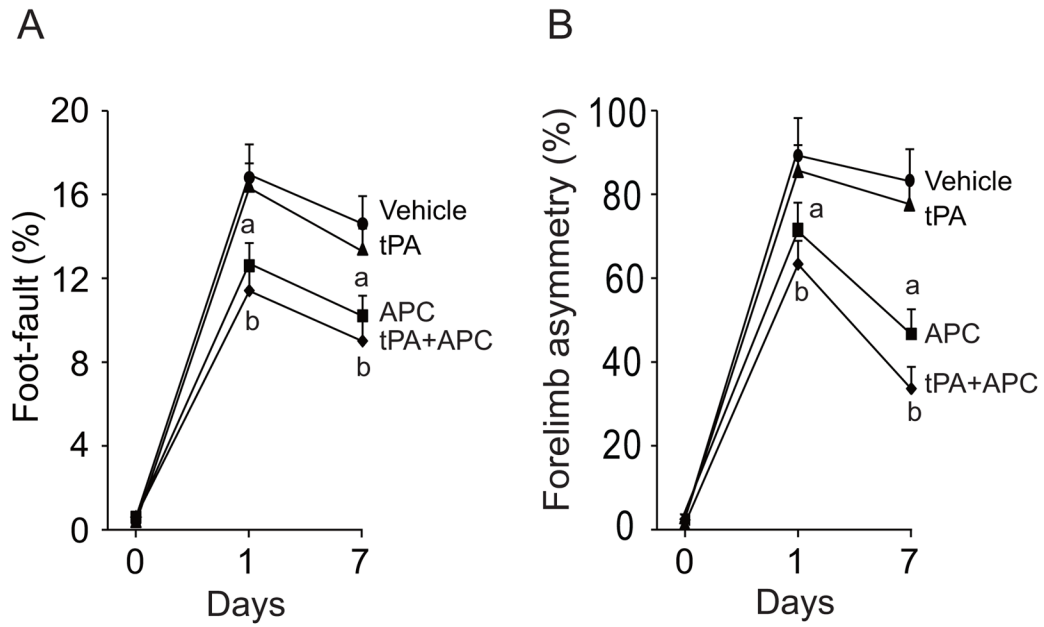 A
Foot-fault (%)
20
16
12
8
4
0
a
a
b
b
Vehicle
tPA
APC
tPA+APC
0 1 7
Days
B
Forelimb asymmetry (%)
100
80
60
40
20
0
a
a
b
b
Vehicle
tPA
APC
tPA+APC
0 1 7
Days